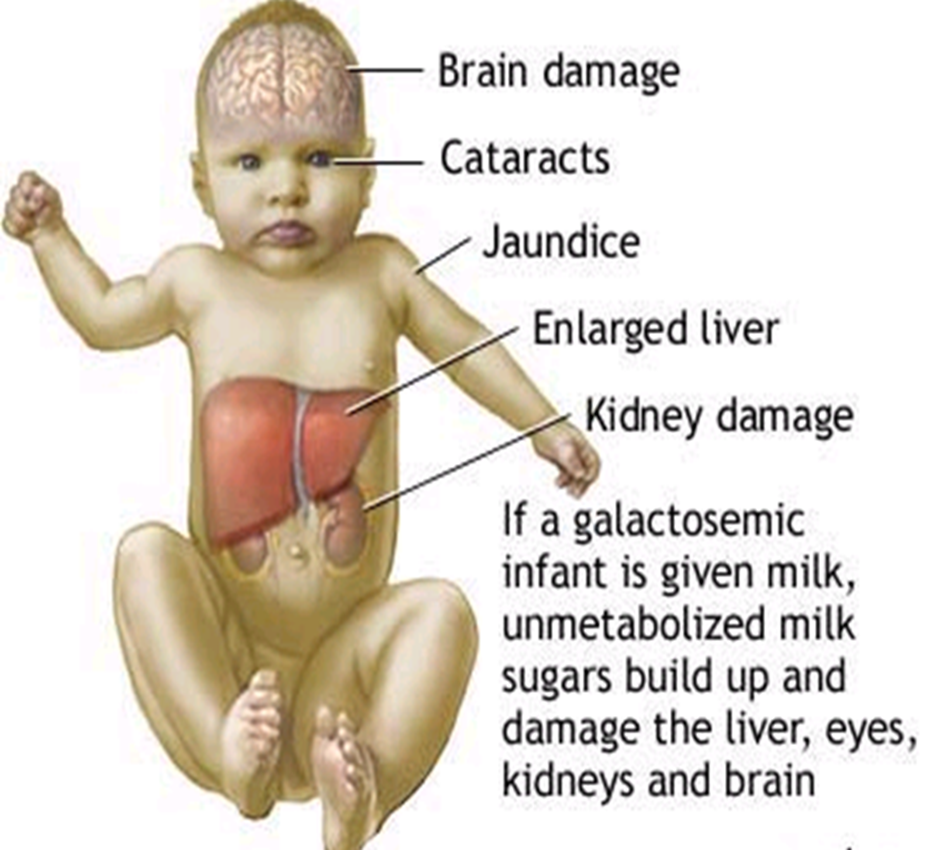 Brain damage
Cataracts
Jaundice
Enlarged liver
Kidney damage
If a galactosemic
infant is given milk,
unmetabolized milk
sugars build up and
damage the liver, eyes,
kidneys and brain